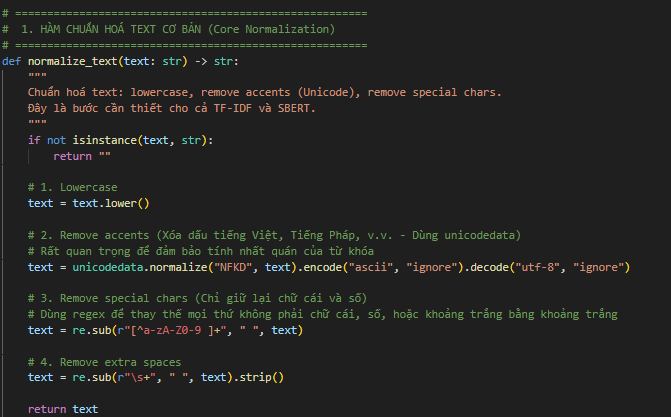 # =======================================================
#  1. HÀM CHUẨN HOÁ TEXT CƠ BẢN (Core Normalization)
# =======================================================
def normalize_text(text: str) -> str:
    """
    Chuẩn hoá text: lowercase, remove accents (Unicode), remove special chars.
    Đây là bước cần thiết cho cả TF-IDF và SBERT.
    """
    if not isinstance(text, str):
        return ""

    # 1. Lowercase
    text = text.lower()

    # 2. Remove accents (Xóa dấu tiếng Việt, Tiếng Pháp, v.v. - Dùng unicodedata)
    # Rất quan trọng để đảm bảo tính nhất quán của từ khóa
    text = unicodedata.normalize("NFKD", text).encode("ascii", "ignore").decode("utf-8", "ignore")

    # 3. Remove special chars (Chỉ giữ lại chữ cái và số)
    # Dùng regex để thay thế mọi thứ không phải chữ cái, số, hoặc khoảng trắng bằng khoảng trắng
    text = re.sub(r"[^a-zA-Z0-9 ]+", " ", text)

    # 4. Remove extra spaces
    text = re.sub(r"\s+", " ", text).strip()

    return text